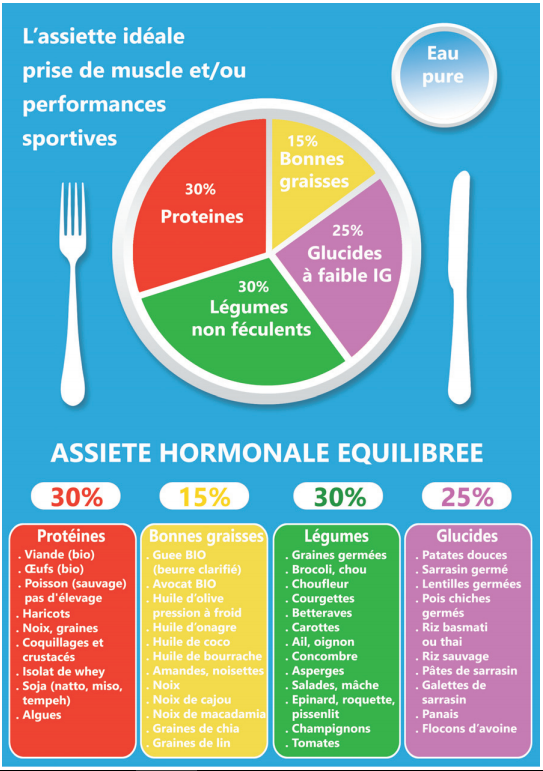 L'assiette idéale
prise de muscle et/ou
performances
sportives
Eau
pure
15%
Bonnes
graisses
30%
Proteines
25%
Glucides
à faible IG
30%
Légumes
non féculents
ASSIETE HORMONALE EQUILIBREE
30%
15%
30%
25%
Protéines
. Viande (bio)
. Œufs (bio)
. Poisson (sauvage)
pas d'élevage
. Haricots
. Noix, graines
. Coquillages et
crustacés
. Isolat de whey
. Soja (natto, miso,
tempeh)
. Algues
Bonnes graisses
. Guee BIO
(beurre clarifié)
. Avocat BIO
. Huile d'olive
pression à froid
. Huile d'onagre
. Huile de coco
. Huile de bourrache
. Amandes, noisettes
. Noix
. Noix de cajou
. Noix de macadamia
. Graines de chia
. Graines de lin
Légumes
. Graines germées
. Brocoli, chou
. Choufleur
. Courgettes
. Betteraves
. Carottes
. Ail, oignon
. Concombre
. Asperges
. Salades, mâche
. Epinard, roquette,
pissenlit
. Champignons
. Tomates
Glucides
. Patates douces
. Sarrasin germé
. Lentilles germées
. Pois chiches
germés
. Riz basmati
ou thai
. Riz sauvage
. Pâtes de sarrasin
. Galettes de
sarrasin
. Panais
. Flocons d'avoine